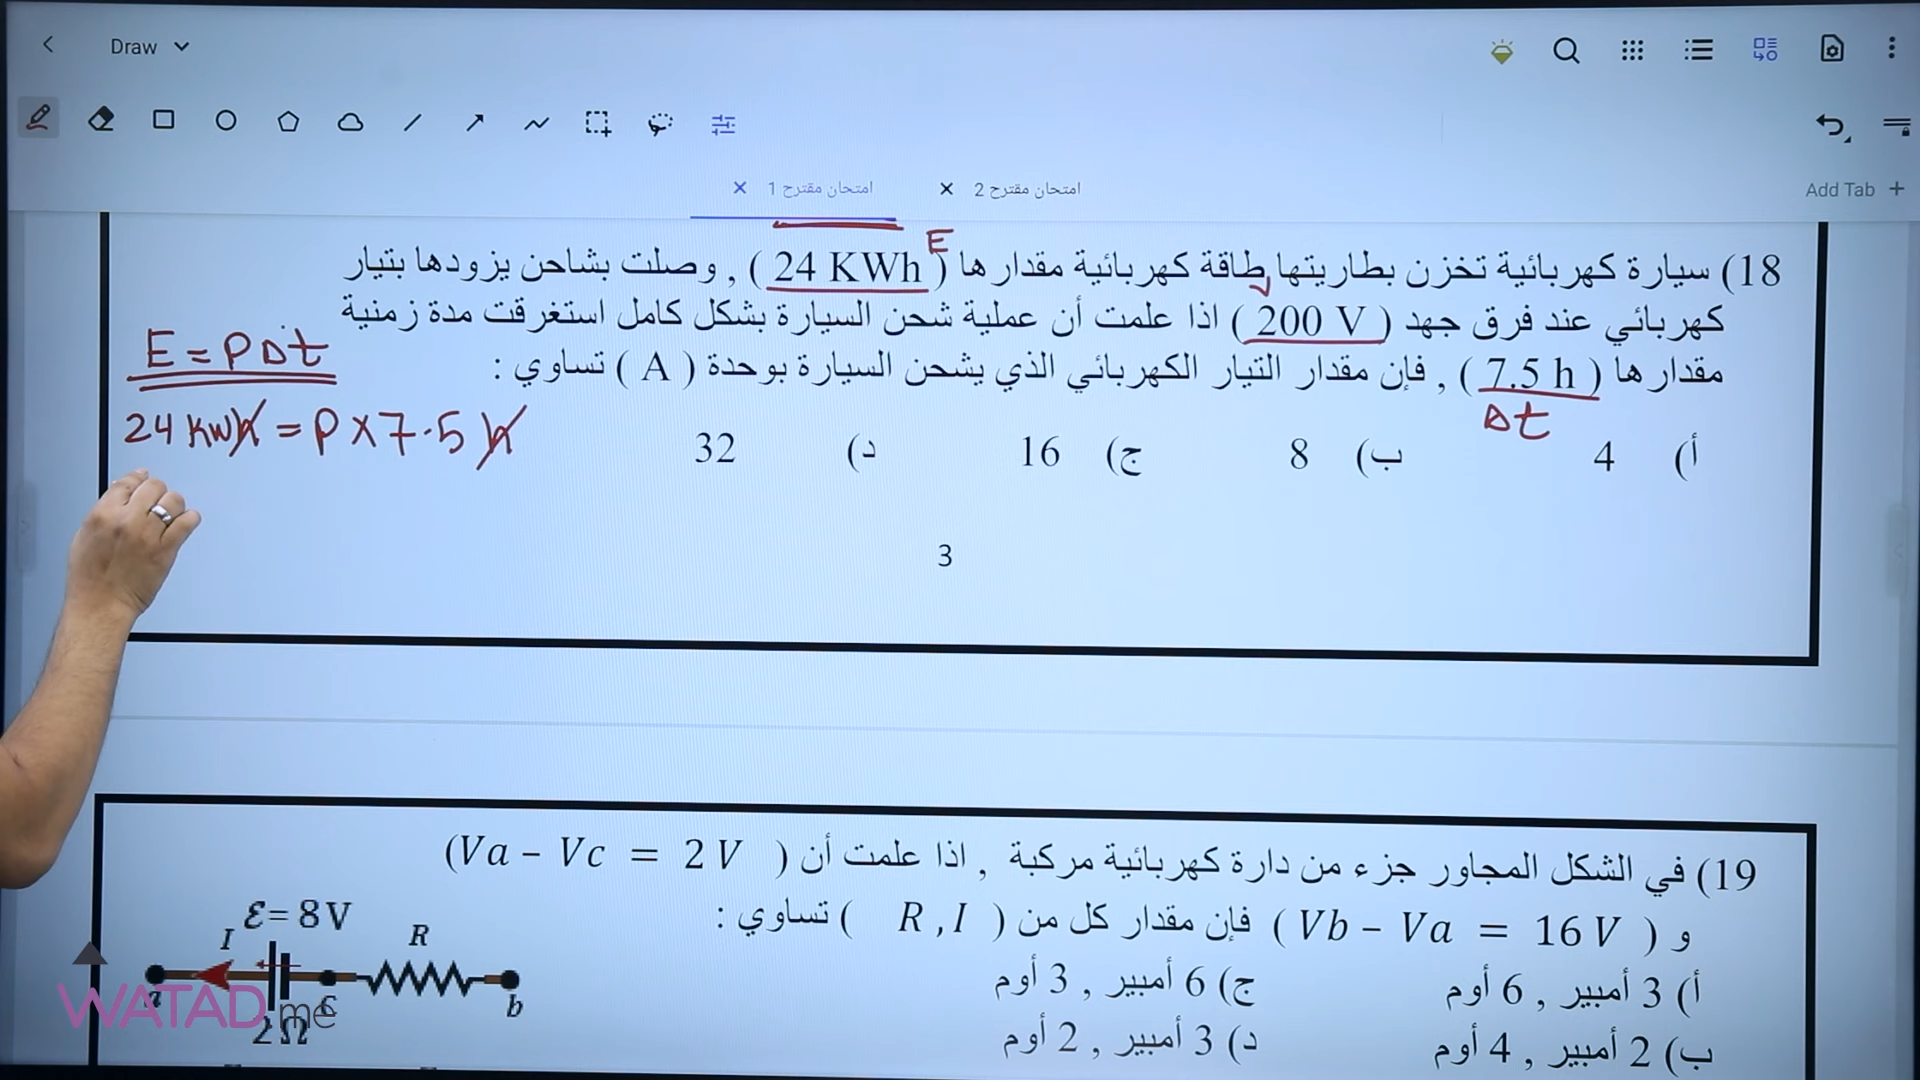 Draw
امتحان مقترح 1
امتحان مقترح 2
Add Tab
18) سيارة كهربائية تخزن بطاريتها طاقة كهربائية مقدارها ( 24 KWh ) , وصلت بشاحن يزودها بتيار
E
كهربائي عند فرق جهد ( 200 V ) اذا علمت أن عملية شحن السيارة بشكل كامل استغرقت مدة زمنية
مقدارها ( 7.5 h ) , فإن مقدار التيار الكهربائي الذي يشحن السيارة بوحدة ( A ) تساوي :
Δt
E = P Δt
24 KWh = P × 7.5 h
أ) 4 ب) 8 ج) 16 د) 32
3
19) في الشكل المجاور جزء من دارة كهربائية مركبة , اذا علمت أن ( Va – Vc = 2 V)
و ( Vb – Va = 16 V ) فإن مقدار كل من ( R , I ) تساوي :
أ) 3 أمبير , 6 أوم ج) 6 أمبير , 3 أوم
ب) 2 أمبير , 4 أوم د) 3 أمبير , 2 أوم
ε= 8 V
I
R
a
c
b
2 Ω
WATAD.me